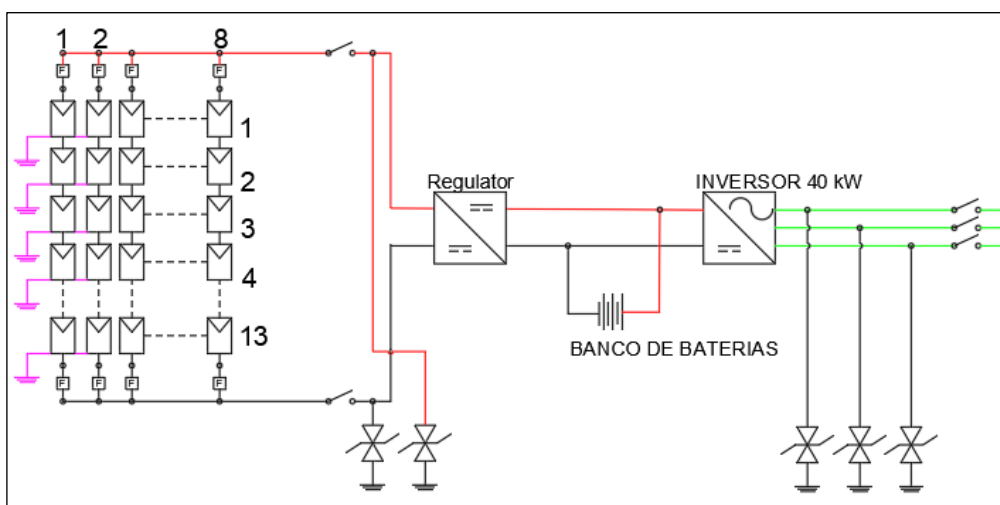 1 2 8
F F F F
1
2
3
4
13
F F F F
Regulator
INVERSOR 40 kW
BANCO DE BATERIAS